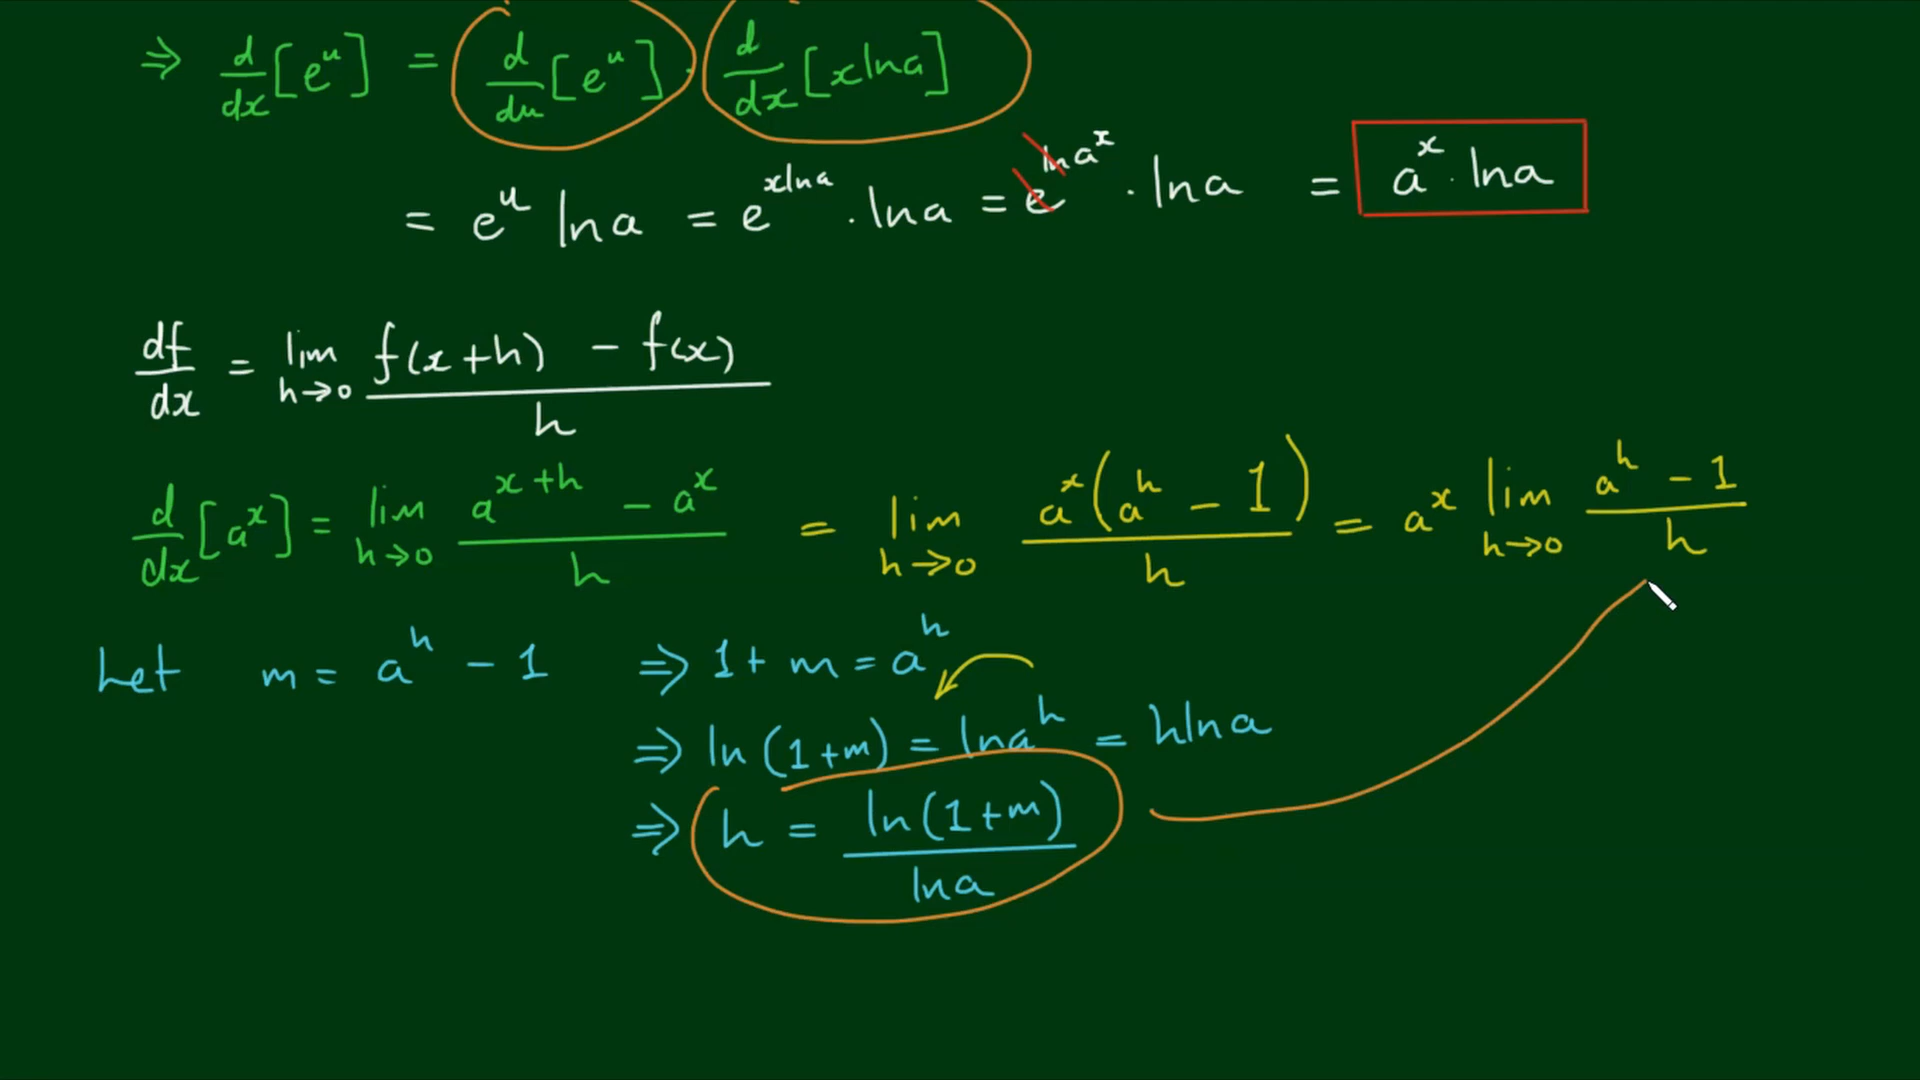 ⇒ d/dx [e^u] = d/du [e^u] · d/dx [x ln a]
= e^u ln a = e^(x ln a) · ln a = e^(ln a^x) · ln a = a^x · ln a
df/dx = lim h→0 (f(x+h) - f(x))/h
d/dx [a^x] = lim h→0 (a^(x+h) - a^x)/h = lim h→0 (a^x (a^h - 1))/h = a^x lim h→0 (a^h - 1)/h
Let m = a^h - 1 ⇒ 1 + m = a^h
⇒ ln (1+m) = ln a^h = h ln a
⇒ h = ln(1+m)/ln a